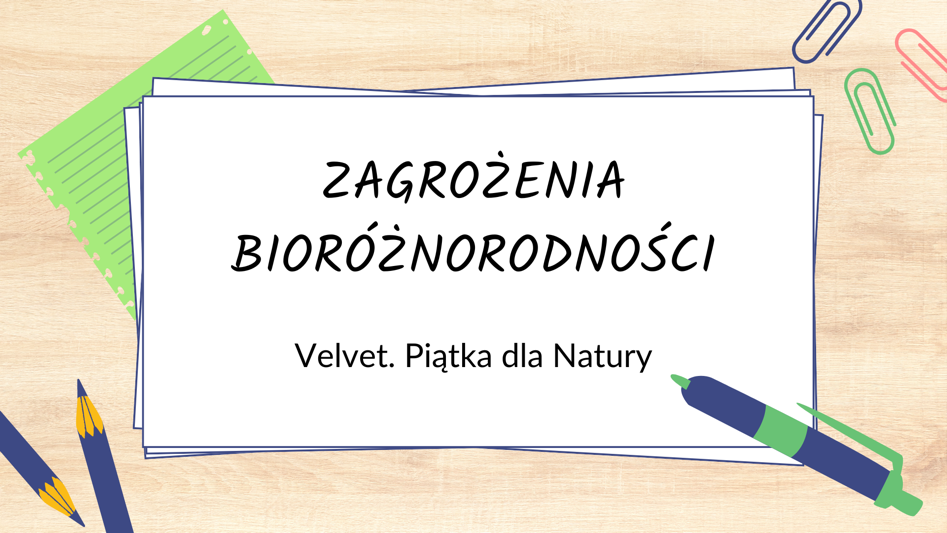 ZAGROŻENIA
BIORÓŻNORODNOŚCI
Velvet. Piątka dla Natury